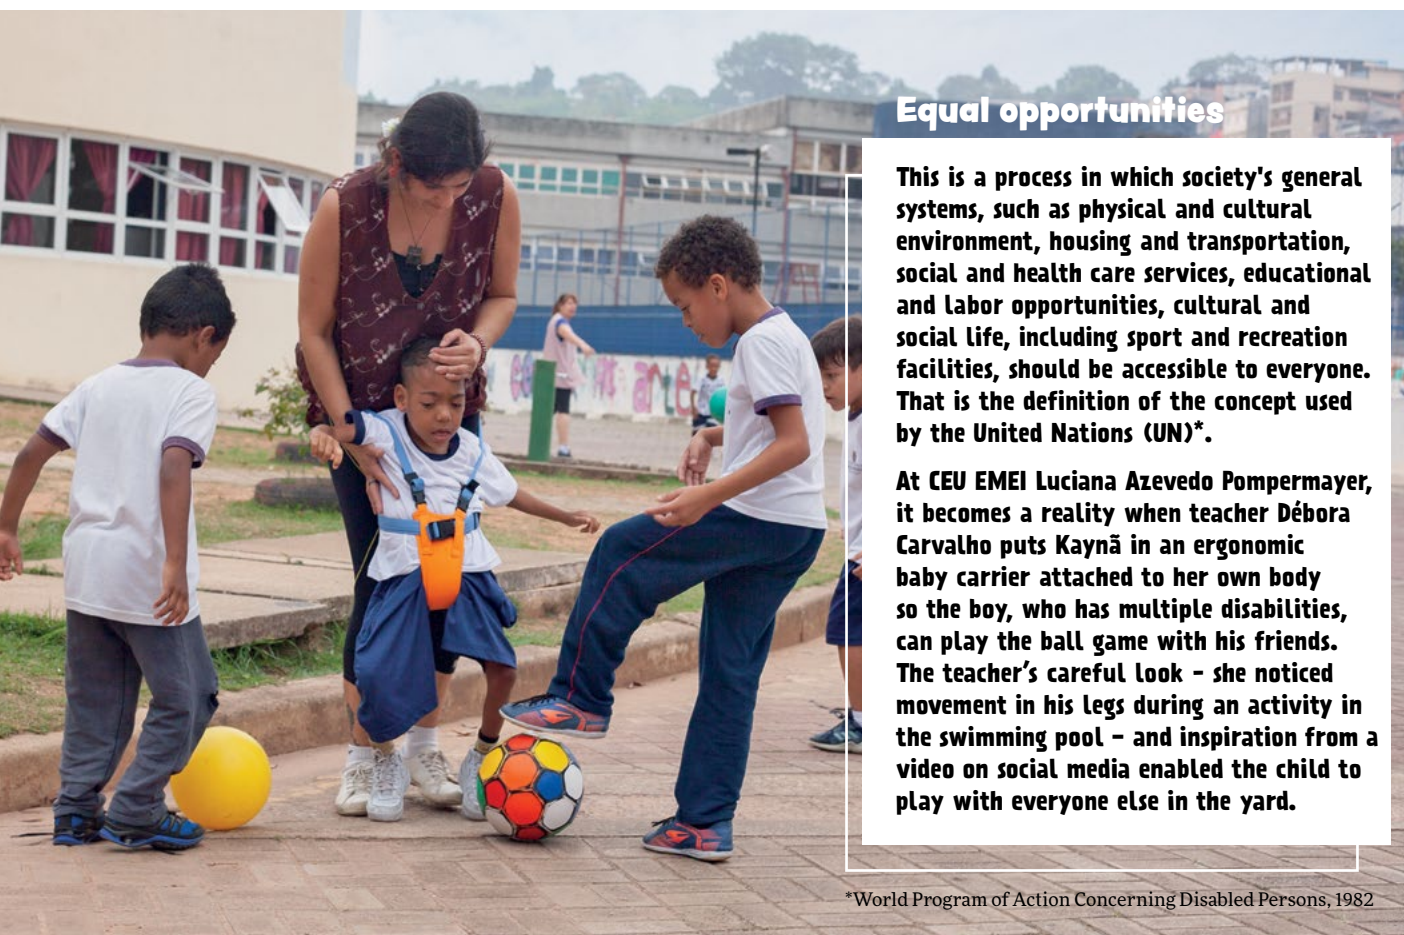 Equal opportunities
This is a process in which society's general
systems, such as physical and cultural
environment, housing and transportation,
social and health care services, educational
and labor opportunities, cultural and
social life, including sport and recreation
facilities, should be accessible to everyone.
That is the definition of the concept used
by the United Nations (UN)*.
At CEU EMEI Luciana Azevedo Pompermayer,
it becomes a reality when teacher Débora
Carvalho puts Kaynã in an ergonomic
baby carrier attached to her own body
so the boy, who has multiple disabilities,
can play the ball game with his friends.
The teacher’s careful look – she noticed
movement in his legs during an activity in
the swimming pool – and inspiration from a
video on social media enabled the child to
play with everyone else in the yard.
*World Program of Action Concerning Disabled Persons, 1982